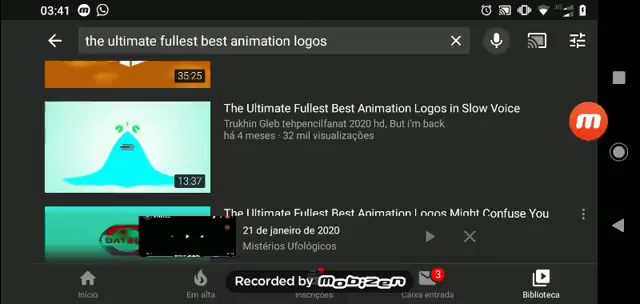 03:41
the ultimate fullest best animation logos
35:25
The Ultimate Fullest Best Animation Logos in Slow Voice
Trukhin Gleb tehpencilfanat 2020 hd, But i'm back
há 4 meses · 32 mil visualizações
13:37
The Ultimate Fullest Best Animation Logos Might Confuse You
21 de janeiro de 2020
Mistérios Ufológicos
Recorded by mobizen
3
Início
Em alta
Inscrições
Caixa entrada
Biblioteca